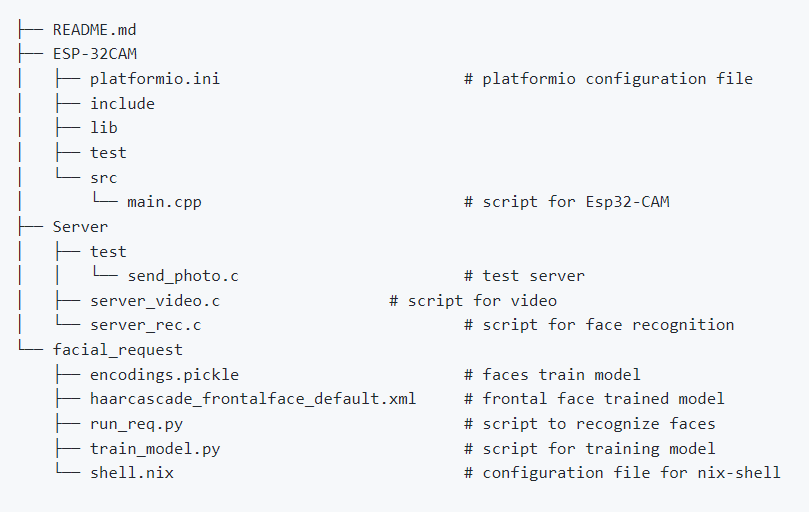 ├── README.md
├── ESP-32CAM
│   ├── platformio.ini                          # platformio configuration file
│   ├── include
│   ├── lib
│   ├── test
│   └── src
│       └── main.cpp                            # script for Esp32-CAM
├── Server
│   ├── test
│   │   └── send_photo.c                        # test server
│   ├── server_video.c                  # script for video
│   └── server_rec.c                            # script for face recognition
└── facial_request
    ├── encodings.pickle                        # faces train model
    ├── haarcascade_frontalface_default.xml     # frontal face trained model
    ├── run_req.py                              # script to recognize faces
    ├── train_model.py                          # script for training model
    └── shell.nix                               # configuration file for nix-shell